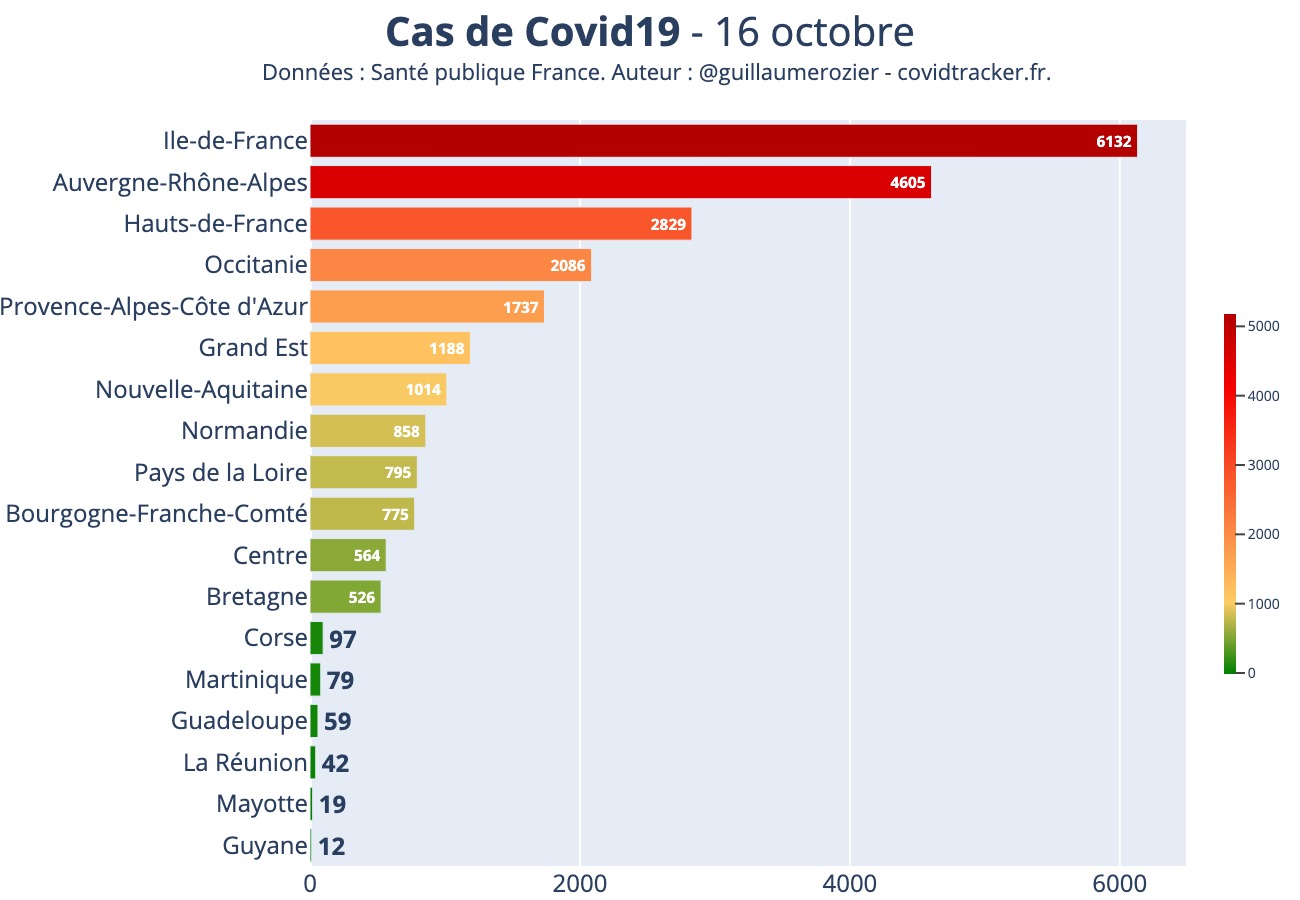 Cas de Covid19 - 16 octobre
Données : Santé publique France. Auteur : @guillaumerozier - covidtracker.fr.
Ile-de-France 6132
Auvergne-Rhône-Alpes 4605
Hauts-de-France 2829
Occitanie 2086
Provence-Alpes-Côte d'Azur 1737
Grand Est 1188
Nouvelle-Aquitaine 1014
Normandie 858
Pays de la Loire 795
Bourgogne-Franche-Comté 775
Centre 564
Bretagne 526
Corse 97
Martinique 79
Guadeloupe 59
La Réunion 42
Mayotte 19
Guyane 12
0 2000 4000 6000
5000
4000
3000
2000
1000
0